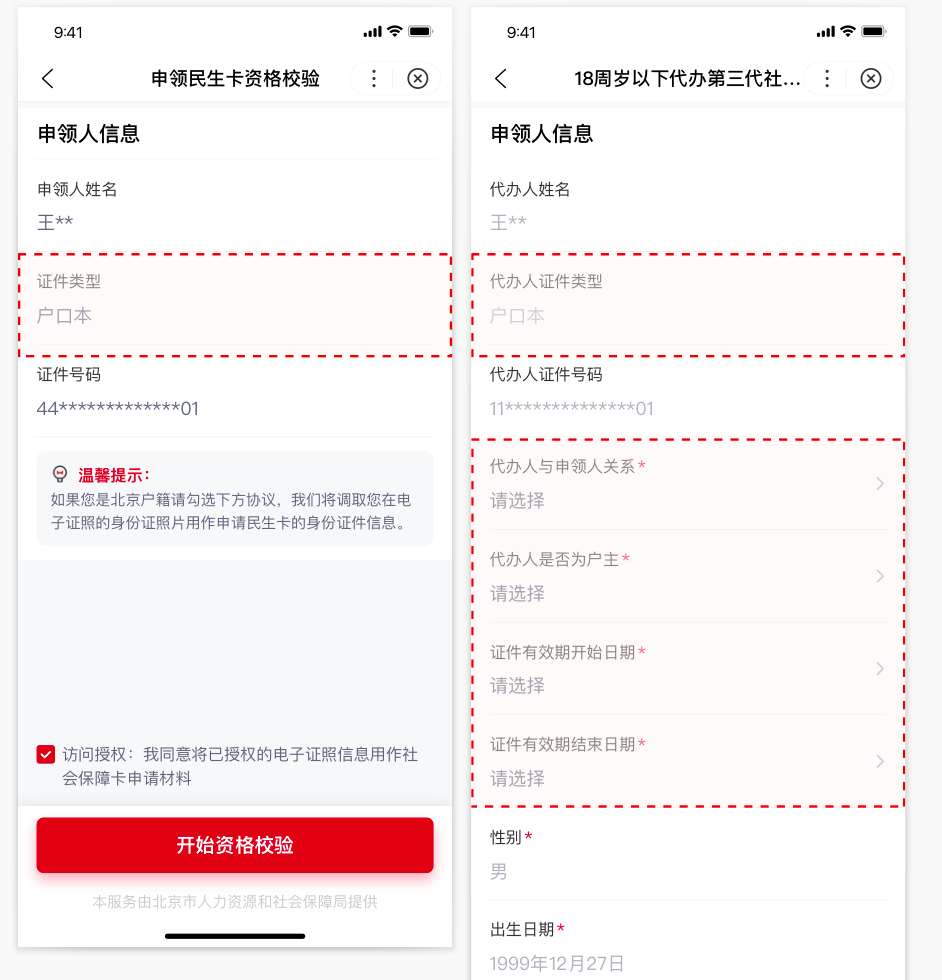 9:41
申领民生卡资格校验
申领人信息
申领人姓名
王**
证件类型
户口本
证件号码
44*************01
温馨提示：
如果您是北京户籍请勾选下方协议，我们将调取您在电
子证照的身份证照片用作申请民生卡的身份证件信息。
访问授权：我同意将已授权的电子证照信息用作社
会保障卡申请材料
开始资格校验
本服务由北京市人力资源和社会保障局提供
9:41
18周岁以下代办第三代社...
申领人信息
代办人姓名
王**
代办人证件类型
户口本
代办人证件号码
11**************01
代办人与申领人关系*
请选择
代办人是否为户主*
请选择
证件有效期开始日期*
请选择
证件有效期结束日期*
请选择
性别*
男
出生日期*
1999年12月27日